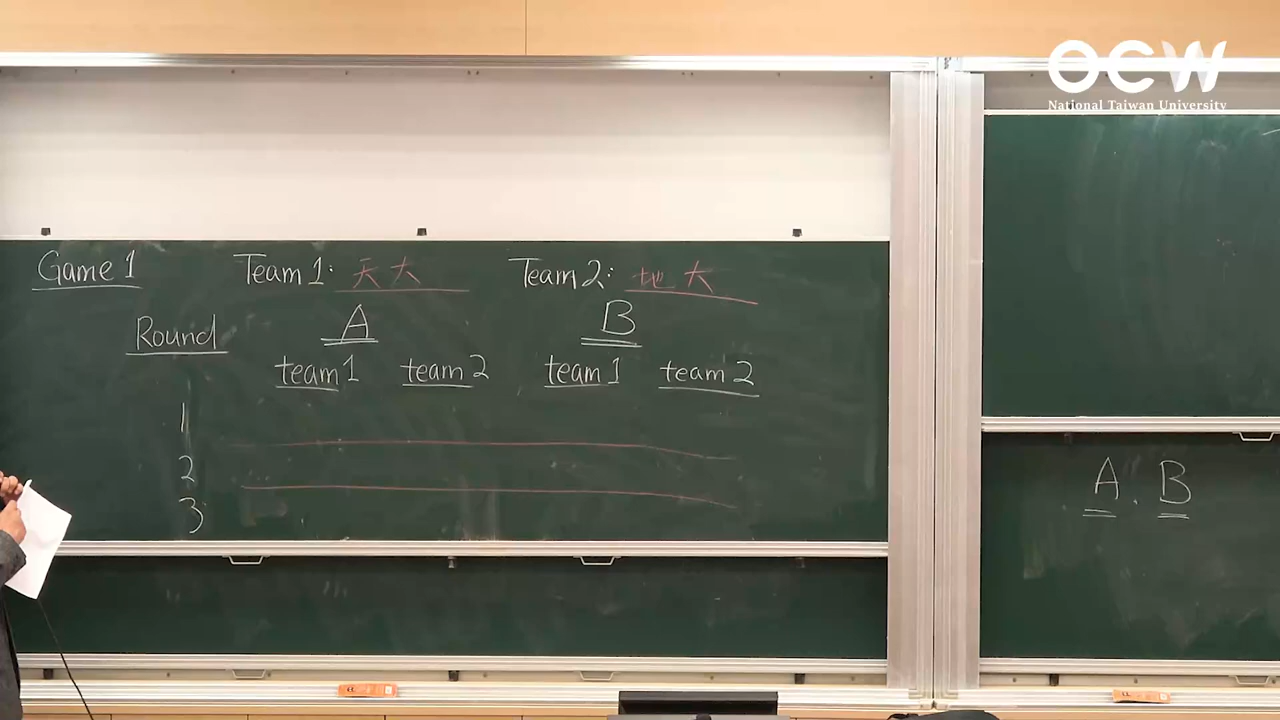 OCW
National Taiwan University
Game 1 Team 1: 天大 Team 2: 地大
Round A B
team 1 team 2 team 1 team 2
1
2
3
A . B